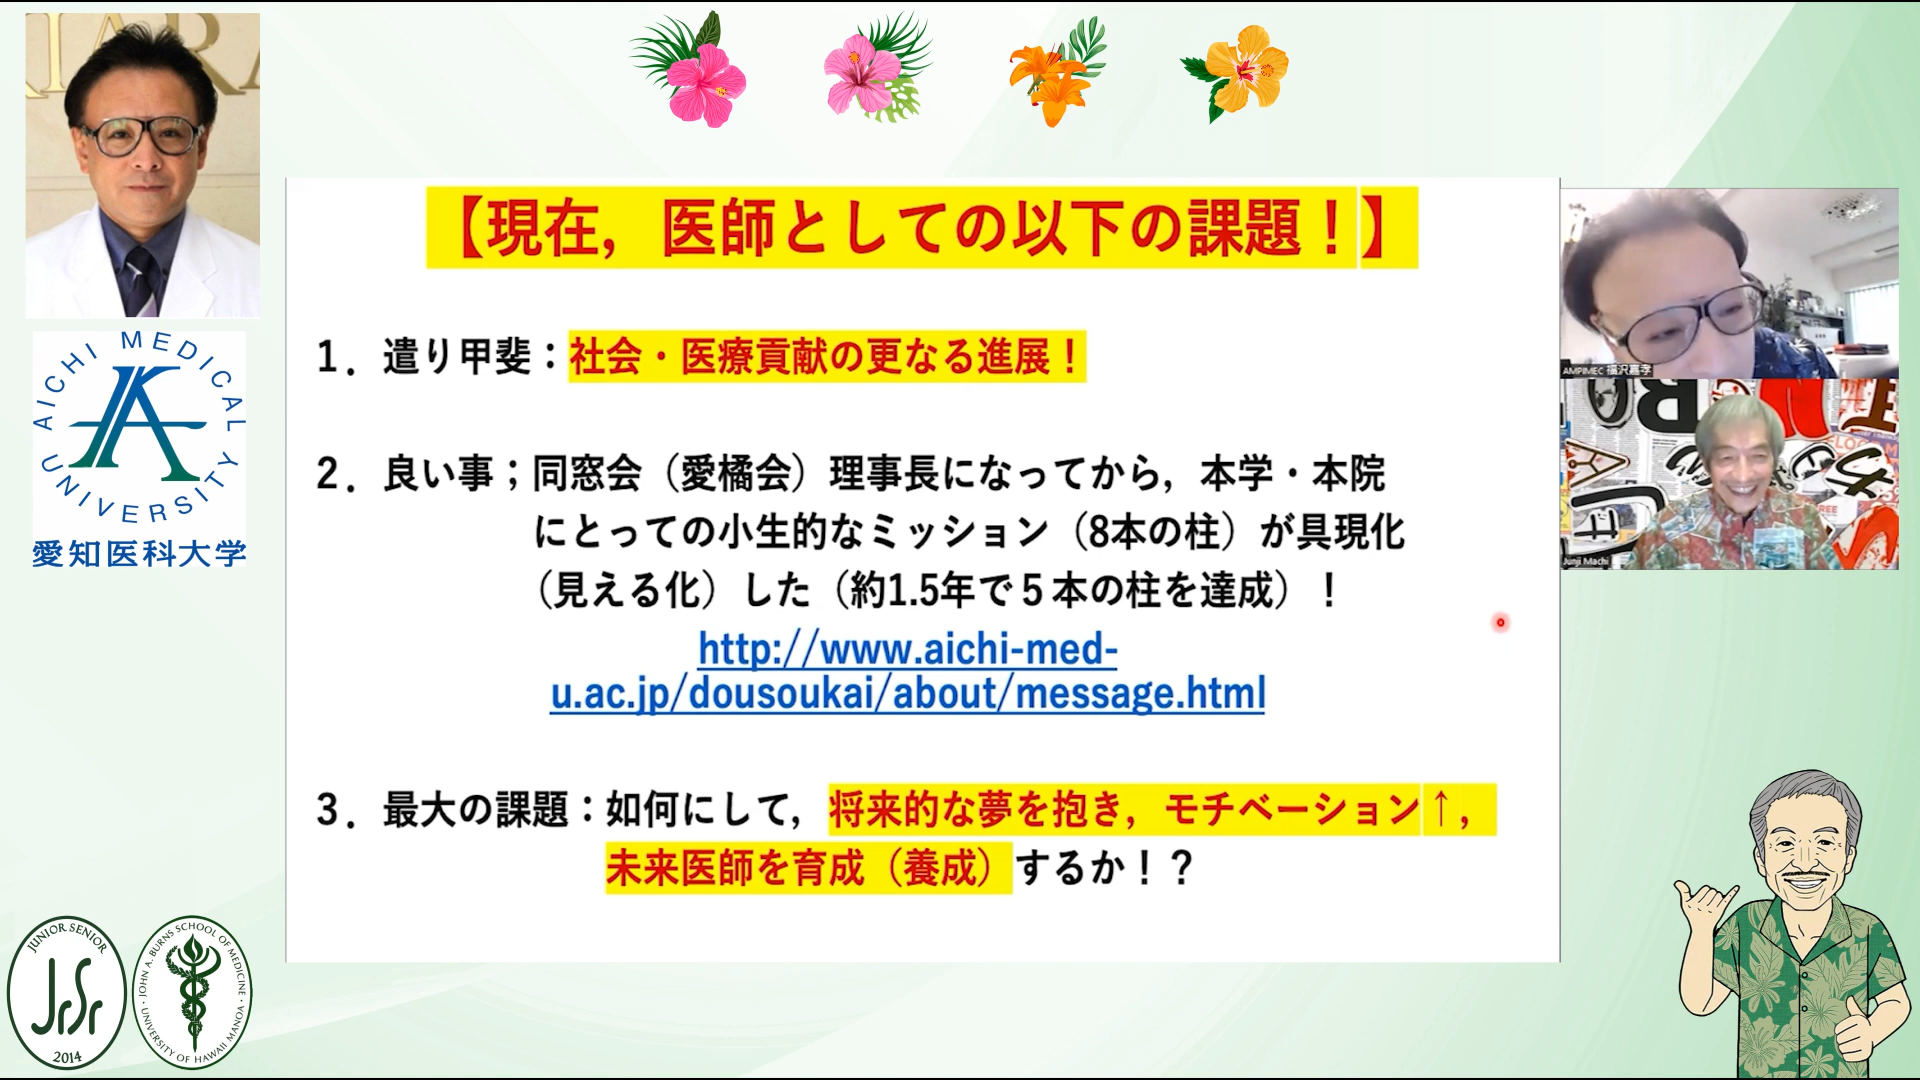 【現在，医師としての以下の課題！】
1．遣り甲斐：社会・医療貢献の更なる進展！
2．良い事；同窓会（愛橘会）理事長になってから，本学・本院
にとっての小生的なミッション（8本の柱）が具現化
（見える化）した（約1.5年で５本の柱を達成）！
http://www.aichi-med-
u.ac.jp/dousoukai/about/message.html
3．最大の課題：如何にして，将来的な夢を抱き，モチベーション↑，
未来医師を育成（養成）するか！？
AICHI MEDICAL
UNIVERSITY
愛知医科大学
AMPIMEC 福沢嘉孝
Junji Machi
JUNIOR SENIOR
JrSr
2014
JOHN A. BURNS SCHOOL OF MEDICINE
UNIVERSITY OF HAWAII MANOA